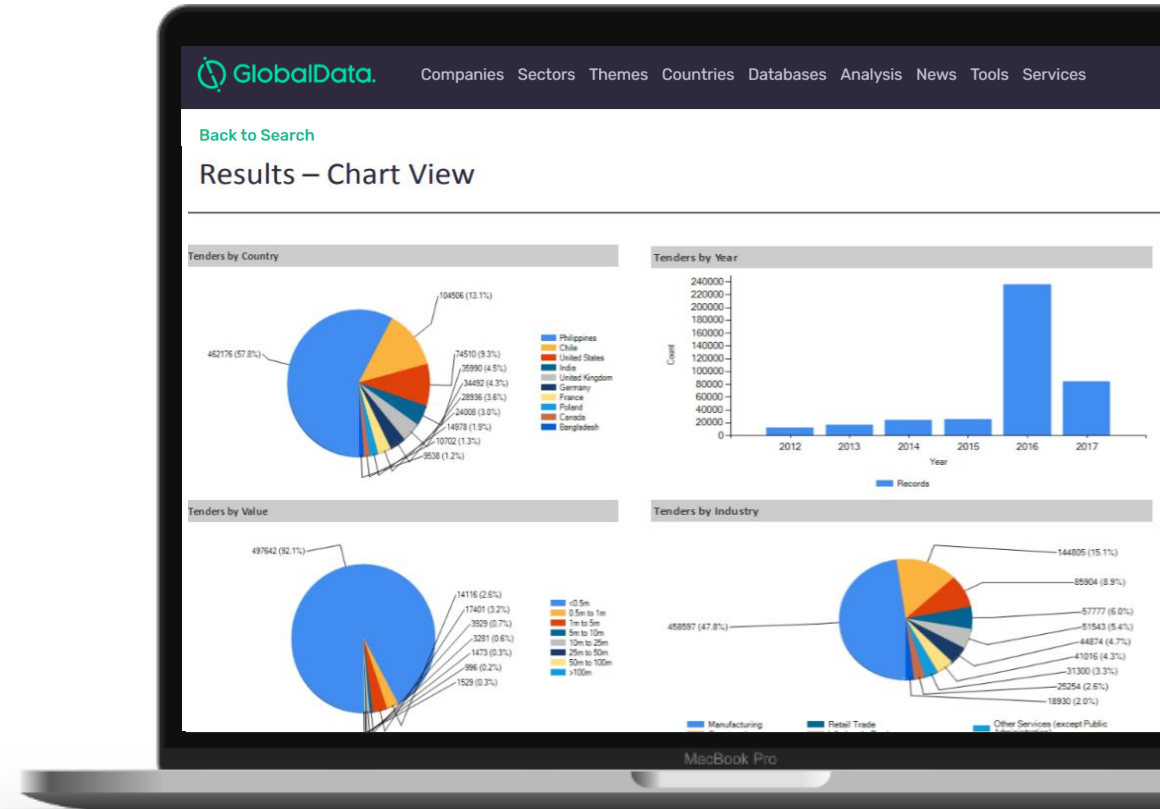 GlobalData.
Companies Sectors Themes Countries Databases Analysis News Tools Services
Back to Search
Results – Chart View
Tenders by Country
104506 (13.1%)
462176 (57.8%)
74510 (9.3%)
35990 (4.5%)
34492 (4.3%)
28936 (3.6%)
24008 (3.0%)
14978 (1.9%)
10702 (1.3%)
9538 (1.2%)
Philippines
Chile
United States
India
United Kingdom
Germany
France
Poland
Canada
Bangladesh
Tenders by Year
240000
220000
200000
180000
160000
140000
120000
100000
80000
60000
40000
20000
0
Count
2012 2013 2014 2015 2016 2017
Year
Records
Tenders by Value
497642 (92.1%)
14116 (2.6%)
17401 (3.2%)
3929 (0.7%)
3281 (0.6%)
1473 (0.3%)
996 (0.2%)
1529 (0.3%)
<0.5m
0.5m to 1m
1m to 5m
5m to 10m
10m to 25m
25m to 50m
50m to 100m
>100m
Tenders by Industry
144805 (15.1%)
85904 (8.9%)
57777 (6.0%)
51543 (5.4%)
44874 (4.7%)
41016 (4.3%)
31300 (3.3%)
25254 (2.6%)
18930 (2.0%)
458597 (47.8%)
Manufacturing
Retail Trade
Other Services (except Public
MacBook Pro